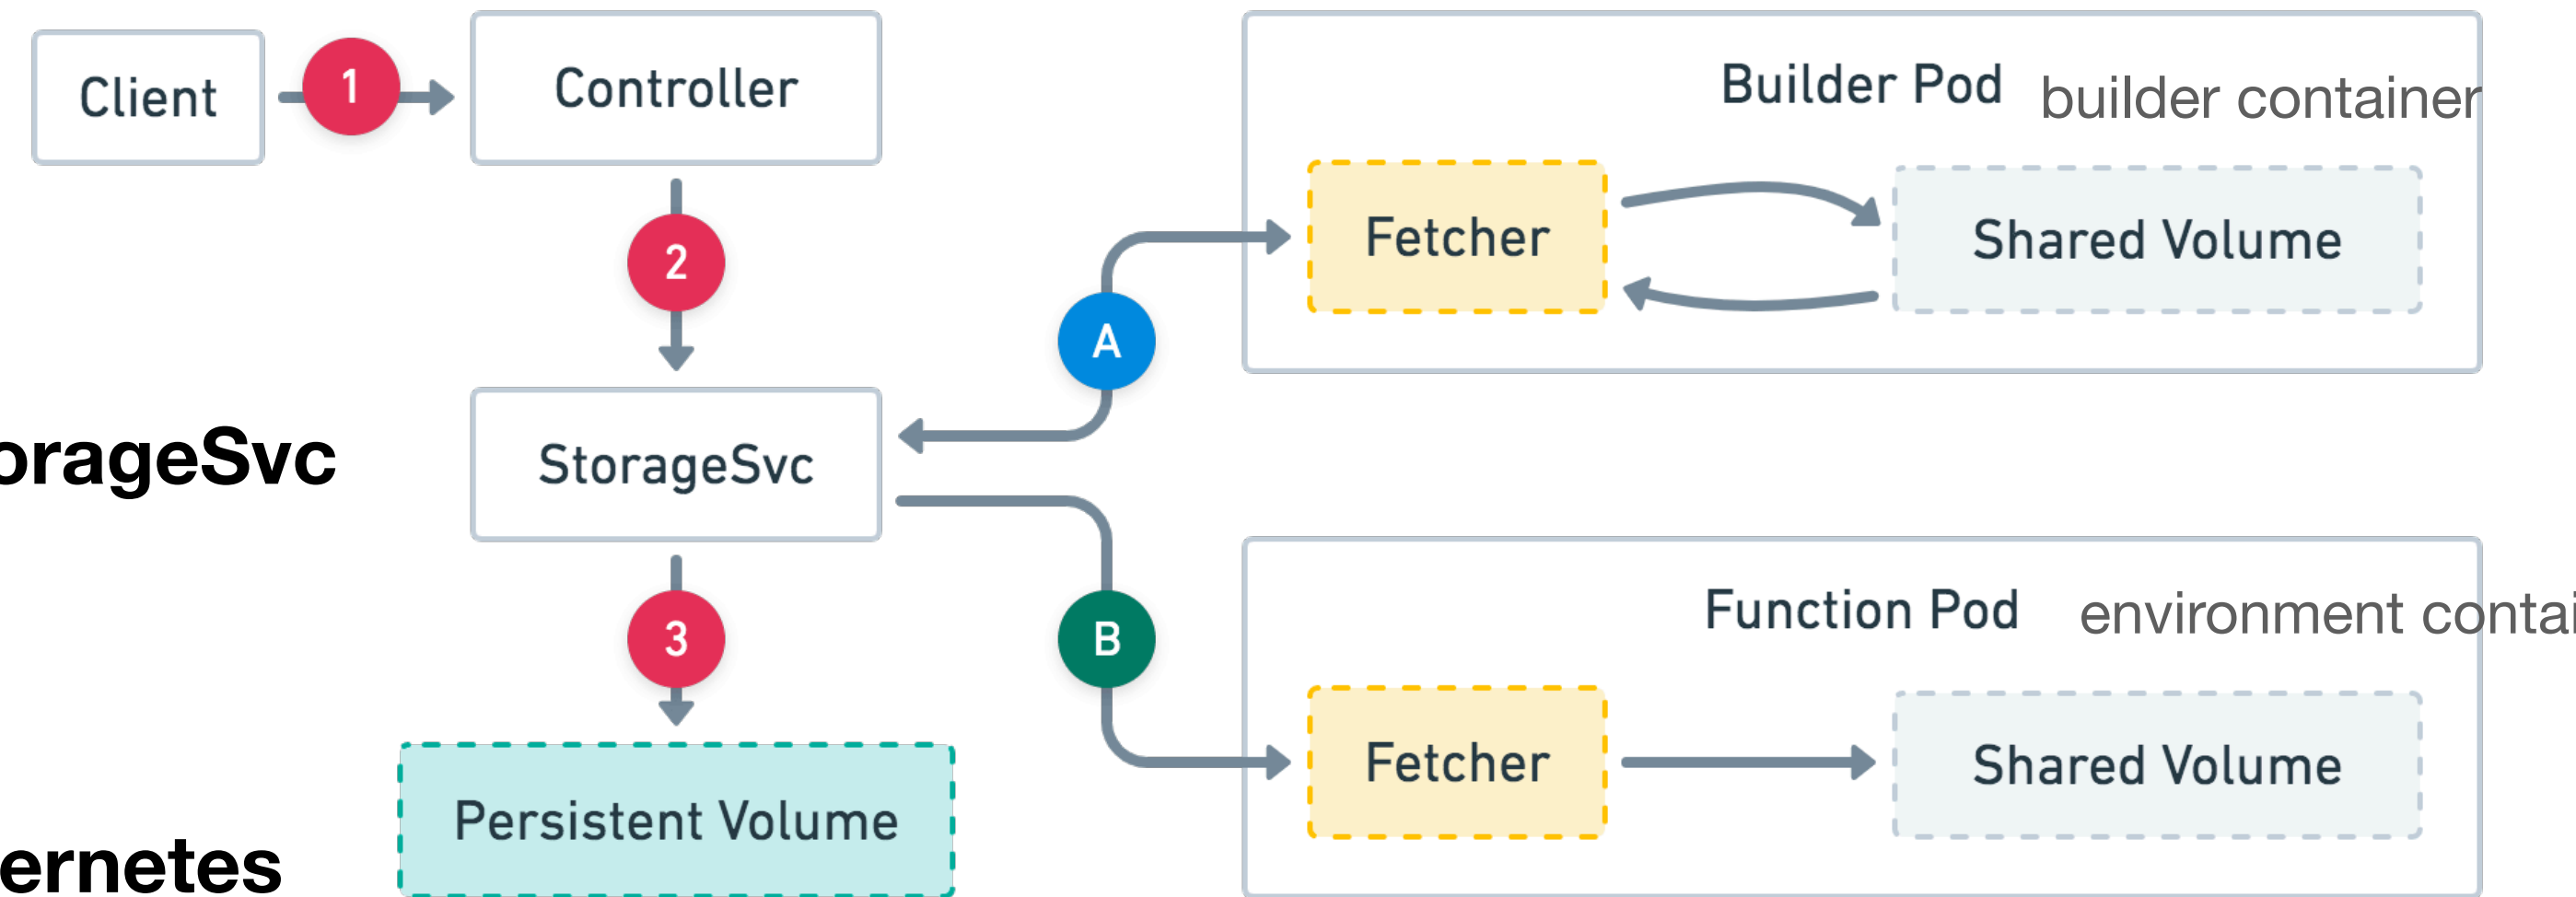 Client
1
Controller
2
StorageSvc
3
Persistent Volume
orageSvc
ernetes
A
B
Builder Pod
builder container
Fetcher
Shared Volume
Function Pod
environment contai
Fetcher
Shared Volume